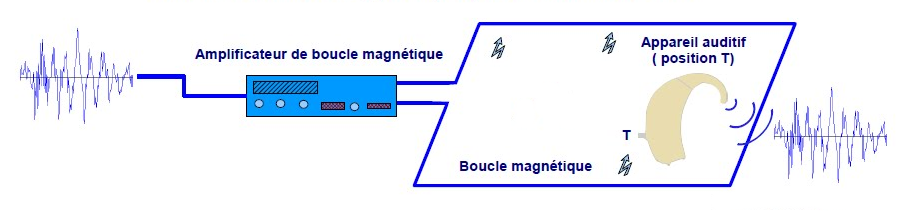 Amplificateur de boucle magnétique
Appareil auditif
( position T)
T
Boucle magnétique